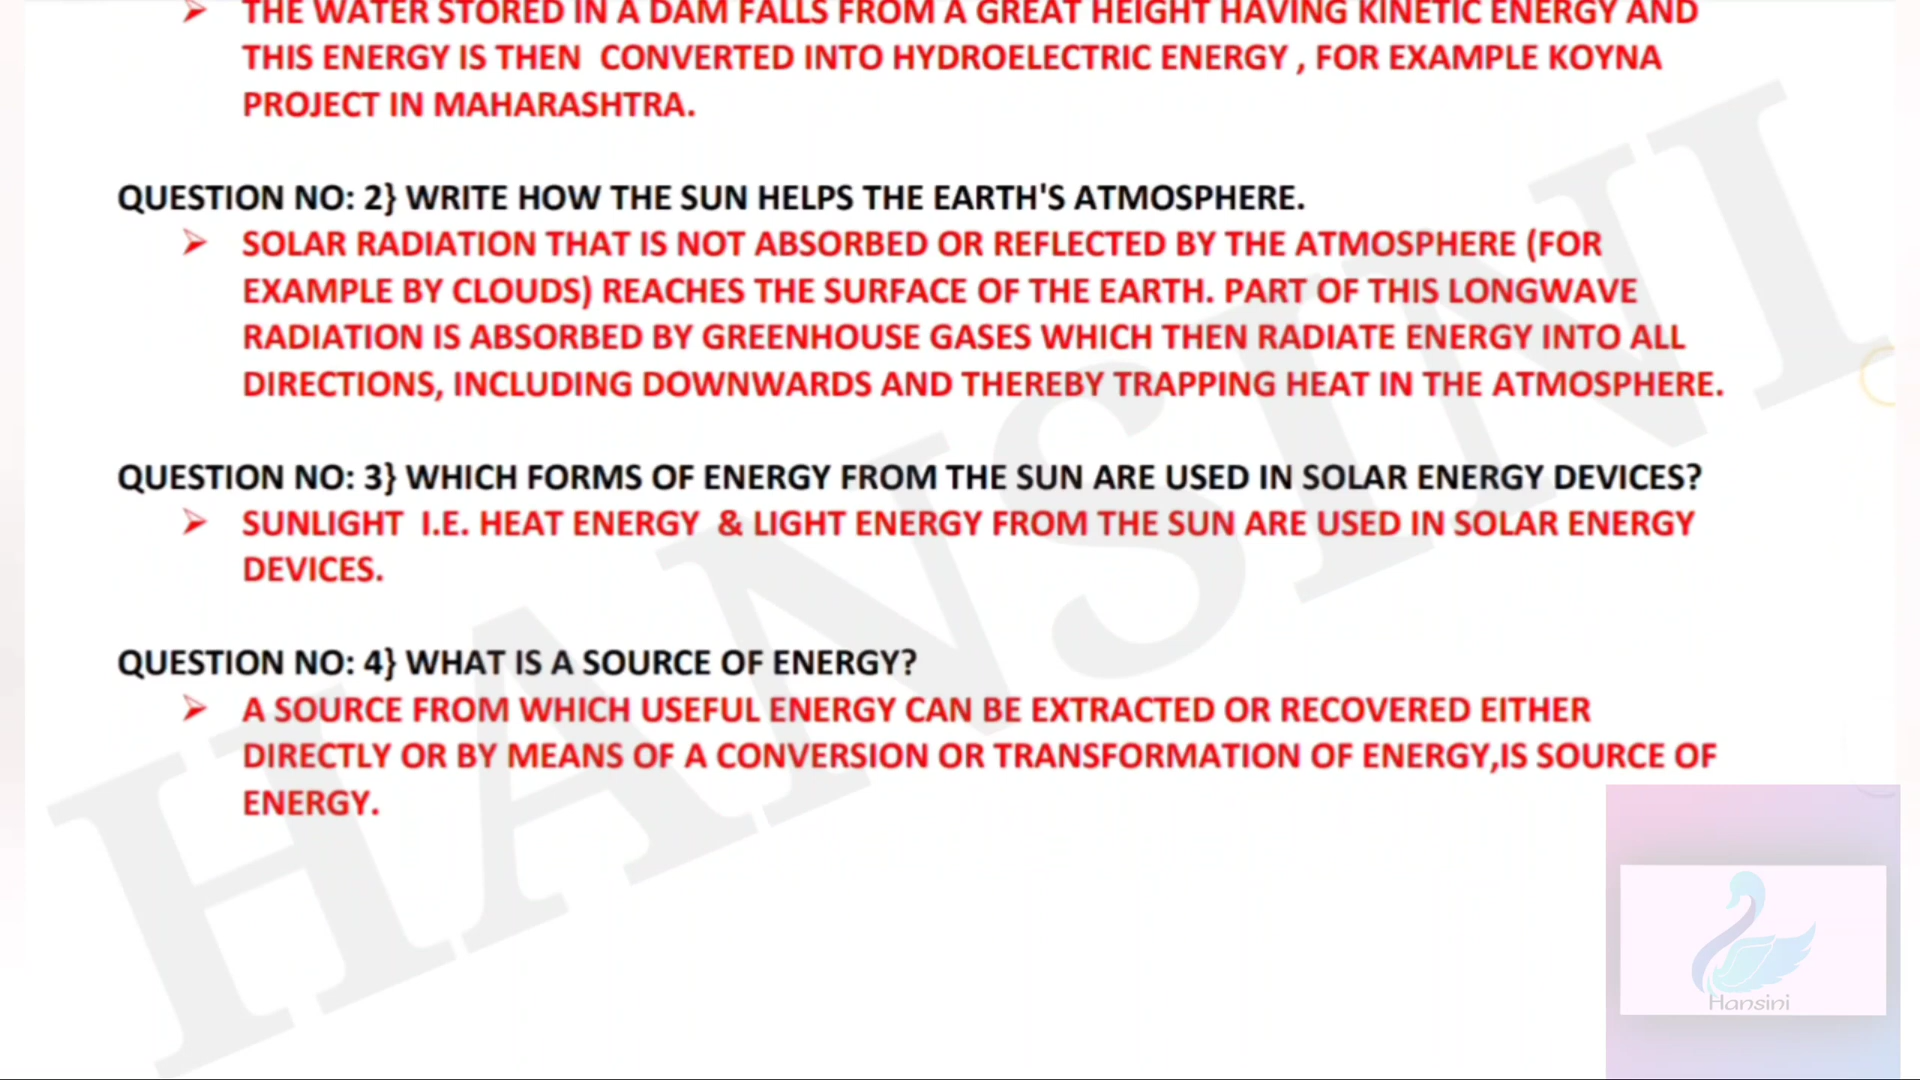 THE WATER STORED IN A DAM FALLS FROM A GREAT HEIGHT HAVING KINETIC ENERGY AND
THIS ENERGY IS THEN CONVERTED INTO HYDROELECTRIC ENERGY , FOR EXAMPLE KOYNA
PROJECT IN MAHARASHTRA.
QUESTION NO: 2} WRITE HOW THE SUN HELPS THE EARTH'S ATMOSPHERE.
SOLAR RADIATION THAT IS NOT ABSORBED OR REFLECTED BY THE ATMOSPHERE (FOR
EXAMPLE BY CLOUDS) REACHES THE SURFACE OF THE EARTH. PART OF THIS LONGWAVE
RADIATION IS ABSORBED BY GREENHOUSE GASES WHICH THEN RADIATE ENERGY INTO ALL
DIRECTIONS, INCLUDING DOWNWARDS AND THEREBY TRAPPING HEAT IN THE ATMOSPHERE.
QUESTION NO: 3} WHICH FORMS OF ENERGY FROM THE SUN ARE USED IN SOLAR ENERGY DEVICES?
SUNLIGHT I.E. HEAT ENERGY & LIGHT ENERGY FROM THE SUN ARE USED IN SOLAR ENERGY
DEVICES.
QUESTION NO: 4} WHAT IS A SOURCE OF ENERGY?
A SOURCE FROM WHICH USEFUL ENERGY CAN BE EXTRACTED OR RECOVERED EITHER
DIRECTLY OR BY MEANS OF A CONVERSION OR TRANSFORMATION OF ENERGY,IS SOURCE OF
ENERGY.
HANSINI
Hansini